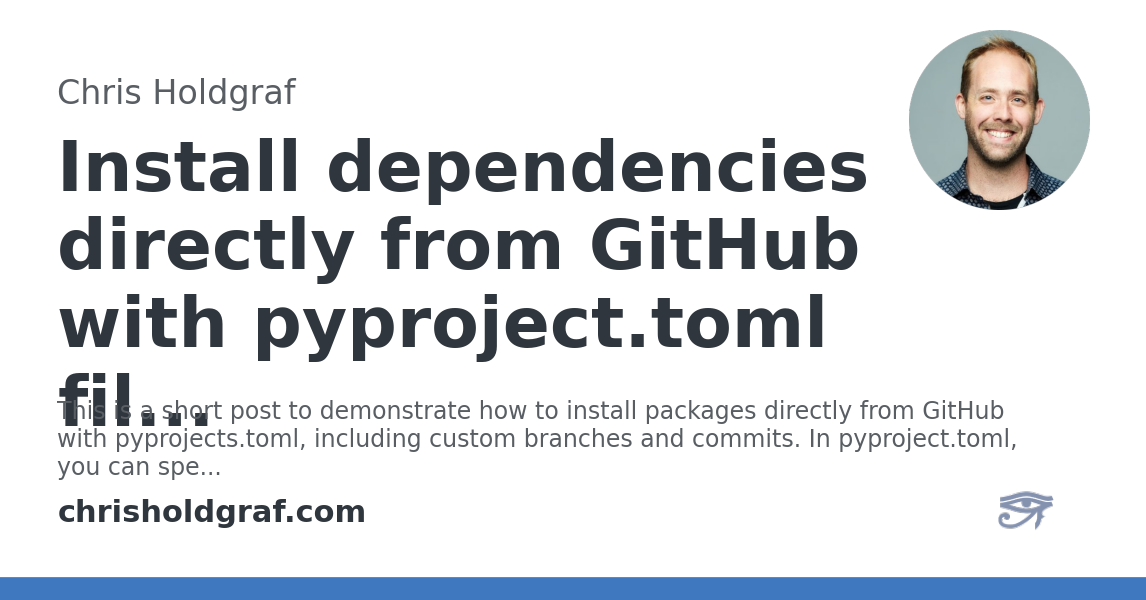 Chris Holdgraf
Install dependencies
directly from GitHub
with pyproject.toml
fil...
This is a short post to demonstrate how to install packages directly from GitHub
with pyprojects.toml, including custom branches and commits. In pyproject.toml,
you can spe...
chrisholdgraf.com